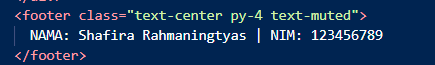 <footer class="text-center py-4 text-muted">
NAMA: Shafira Rahmaningtyas | NIM: 123456789
</footer>